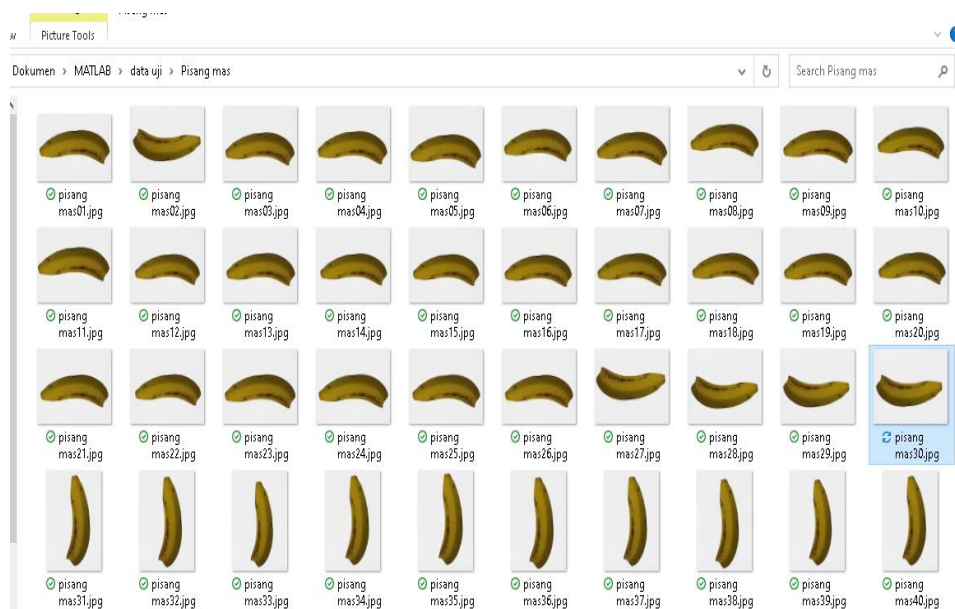 Picture Tools
Dokumen > MATLAB > data uji > Pisang mas
Search Pisang mas
pisang mas01.jpg
pisang mas02.jpg
pisang mas03.jpg
pisang mas04.jpg
pisang mas05.jpg
pisang mas06.jpg
pisang mas07.jpg
pisang mas08.jpg
pisang mas09.jpg
pisang mas10.jpg
pisang mas11.jpg
pisang mas12.jpg
pisang mas13.jpg
pisang mas14.jpg
pisang mas15.jpg
pisang mas16.jpg
pisang mas17.jpg
pisang mas18.jpg
pisang mas19.jpg
pisang mas20.jpg
pisang mas21.jpg
pisang mas22.jpg
pisang mas23.jpg
pisang mas24.jpg
pisang mas25.jpg
pisang mas26.jpg
pisang mas27.jpg
pisang mas28.jpg
pisang mas29.jpg
pisang mas30.jpg
pisang mas31.jpg
pisang mas32.jpg
pisang mas33.jpg
pisang mas34.jpg
pisang mas35.jpg
pisang mas36.jpg
pisang mas37.jpg
pisang mas38.jpg
pisang mas39.jpg
pisang mas40.jpg